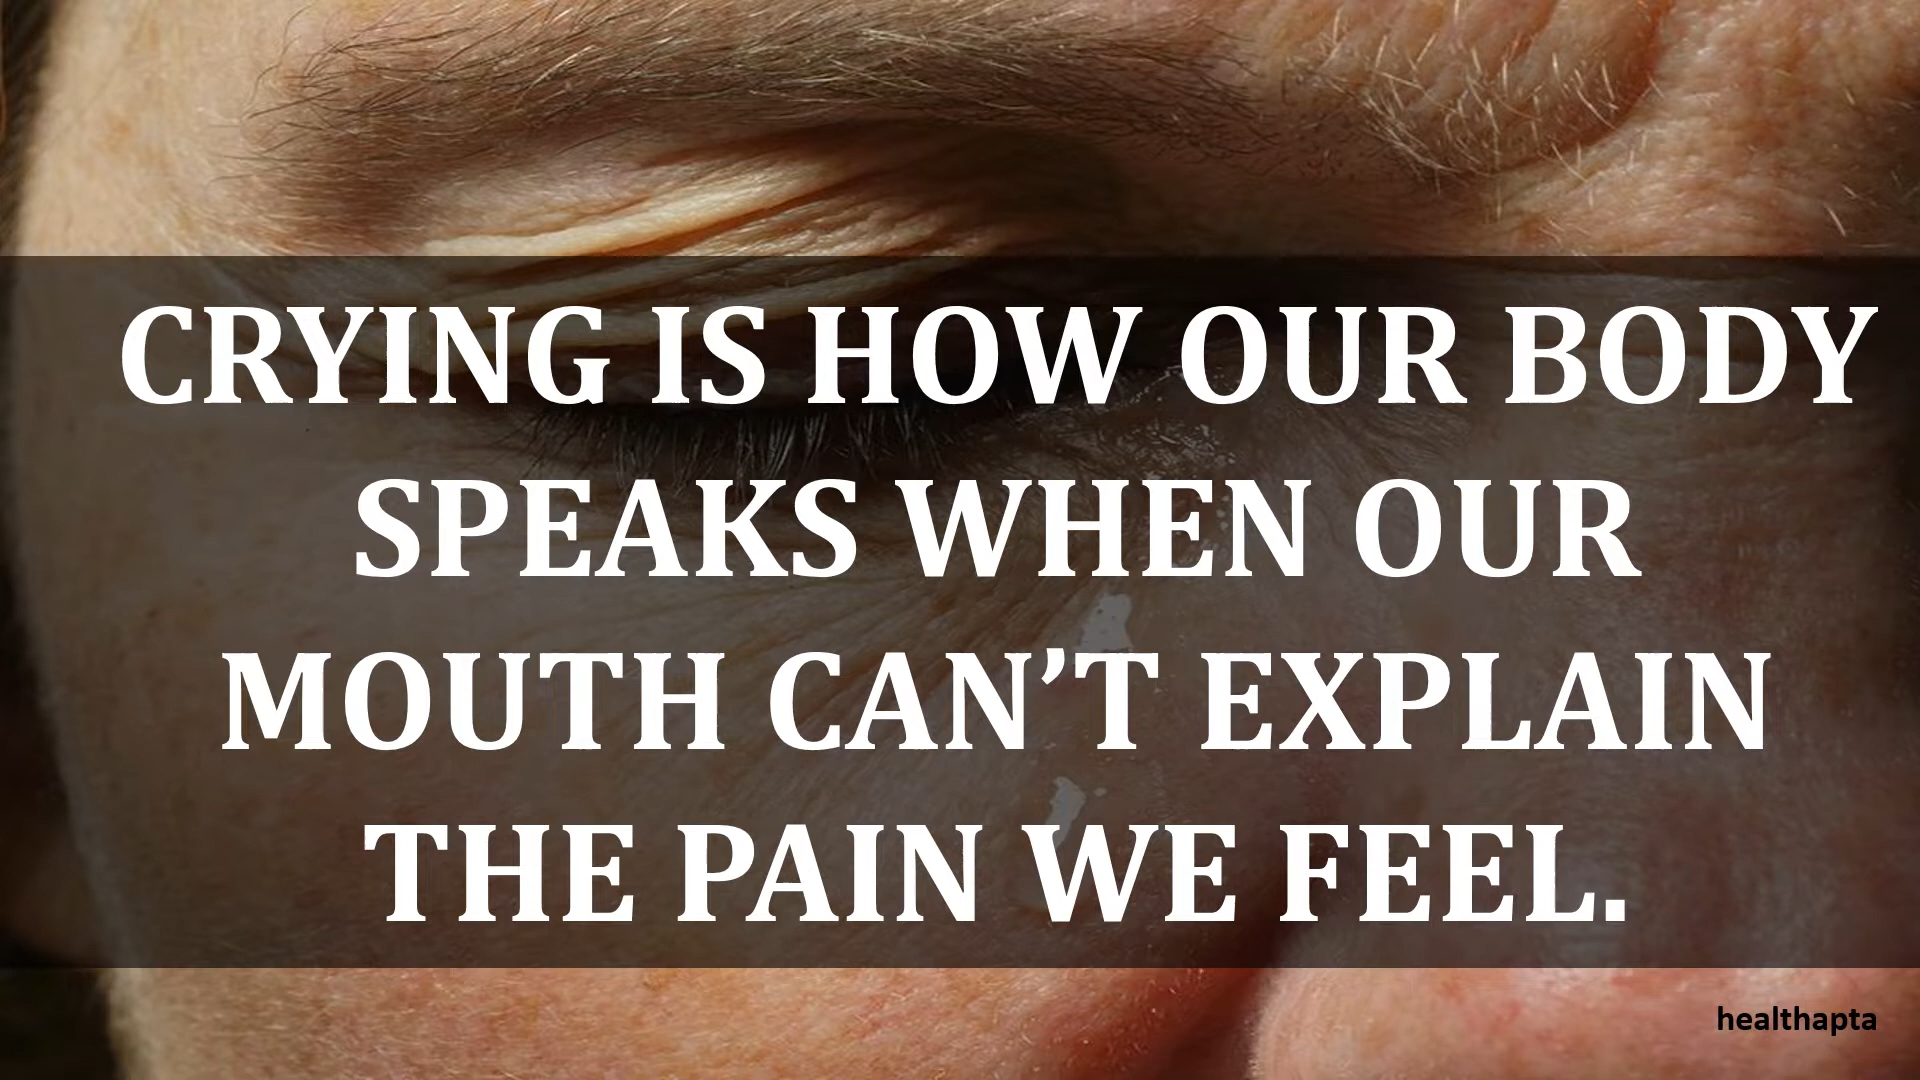 CRYING IS HOW OUR BODY
SPEAKS WHEN OUR
MOUTH CAN’T EXPLAIN
THE PAIN WE FEEL.
healthapta